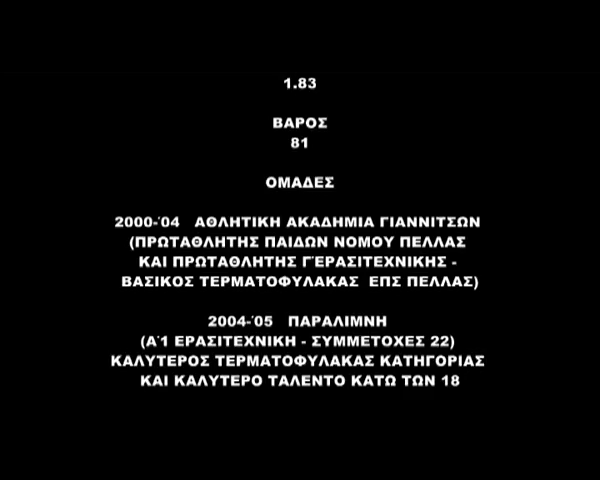 1.83
ΒΑΡΟΣ
81
ΟΜΑΔΕΣ
2000-΄04 ΑΘΛΗΤΙΚΗ ΑΚΑΔΗΜΙΑ ΓΙΑΝΝΙΤΣΩΝ
(ΠΡΩΤΑΘΛΗΤΗΣ ΠΑΙΔΩΝ ΝΟΜΟΥ ΠΕΛΛΑΣ
ΚΑΙ ΠΡΩΤΑΘΛΗΤΗΣ Γ΄ΕΡΑΣΙΤΕΧΝΙΚΗΣ -
ΒΑΣΙΚΟΣ ΤΕΡΜΑΤΟΦΥΛΑΚΑΣ ΕΠΣ ΠΕΛΛΑΣ)
2004-΄05 ΠΑΡΑΛΙΜΝΗ
(Α΄1 ΕΡΑΣΙΤΕΧΝΙΚΗ - ΣΥΜΜΕΤΟΧΕΣ 22)
ΚΑΛΥΤΕΡΟΣ ΤΕΡΜΑΤΟΦΥΛΑΚΑΣ ΚΑΤΗΓΟΡΙΑΣ
ΚΑΙ ΚΑΛΥΤΕΡΟ ΤΑΛΕΝΤΟ ΚΑΤΩ ΤΩΝ 18